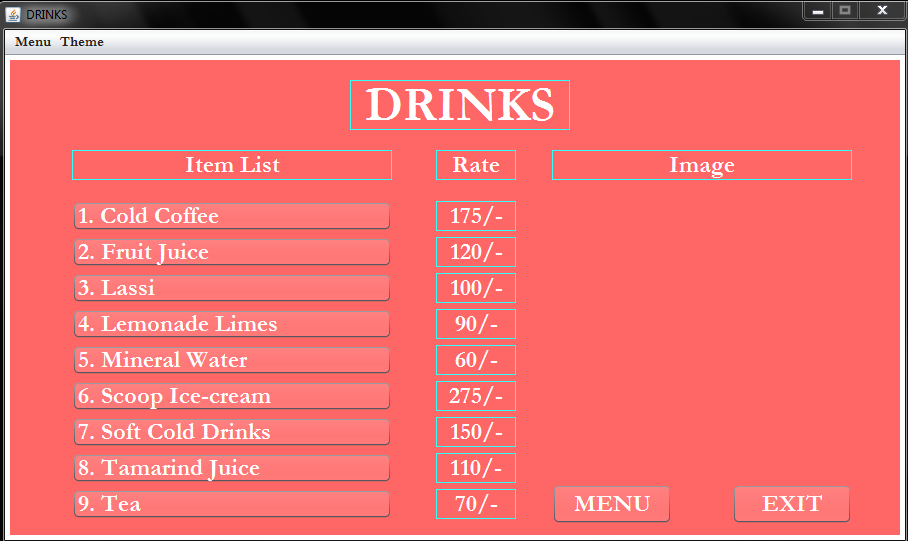 DRINKS
Menu Theme
DRINKS
Item List Rate Image
1. Cold Coffee 175/-
2. Fruit Juice 120/-
3. Lassi 100/-
4. Lemonade Limes 90/-
5. Mineral Water 60/-
6. Scoop Ice-cream 275/-
7. Soft Cold Drinks 150/-
8. Tamarind Juice 110/-
9. Tea 70/- MENU EXIT